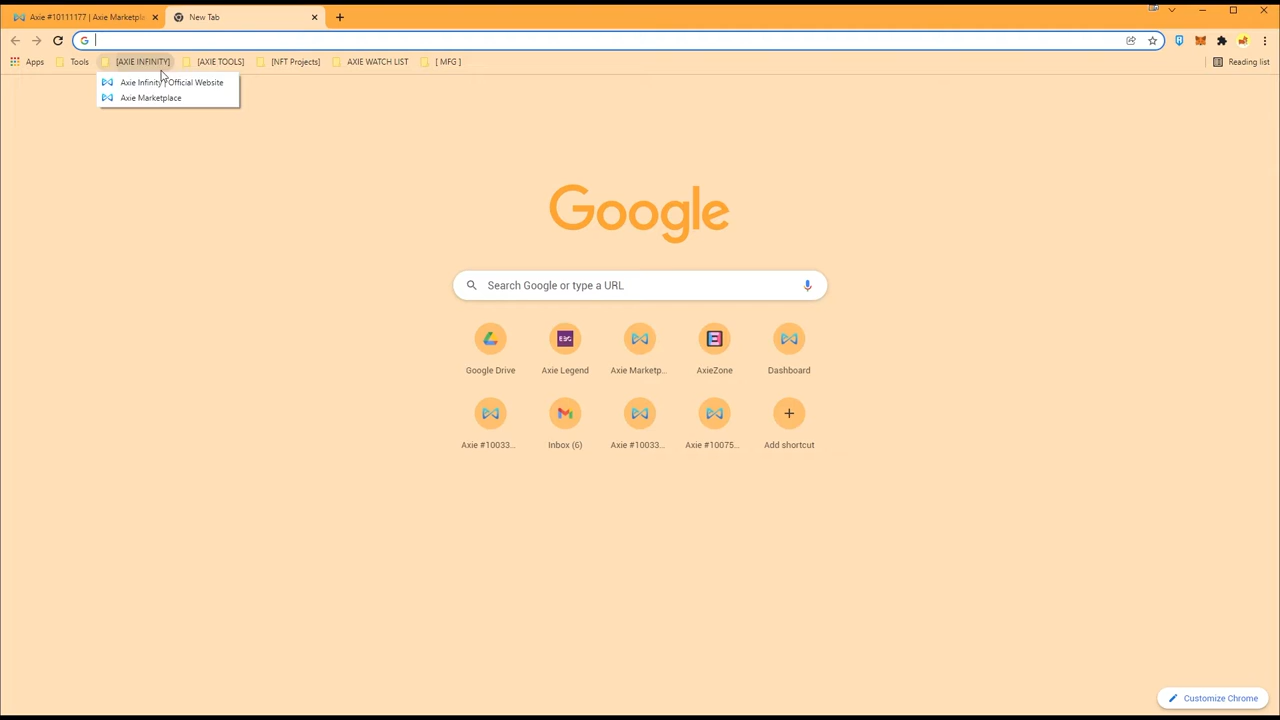 Axie #10111177 | Axie Marketpla
New Tab
Apps
Tools
[AXIE INFINITY]
[AXIE TOOLS]
[NFT Projects]
AXIE WATCH LIST
[ MFG ]
Reading list
Axie Infinity | Official Website
Axie Marketplace
Google
Search Google or type a URL
Google Drive
Axie Legend
Axie Marketp...
AxieZone
Dashboard
Axie #10033...
Inbox (6)
Axie #10033...
Axie #10075...
Add shortcut
Customize Chrome